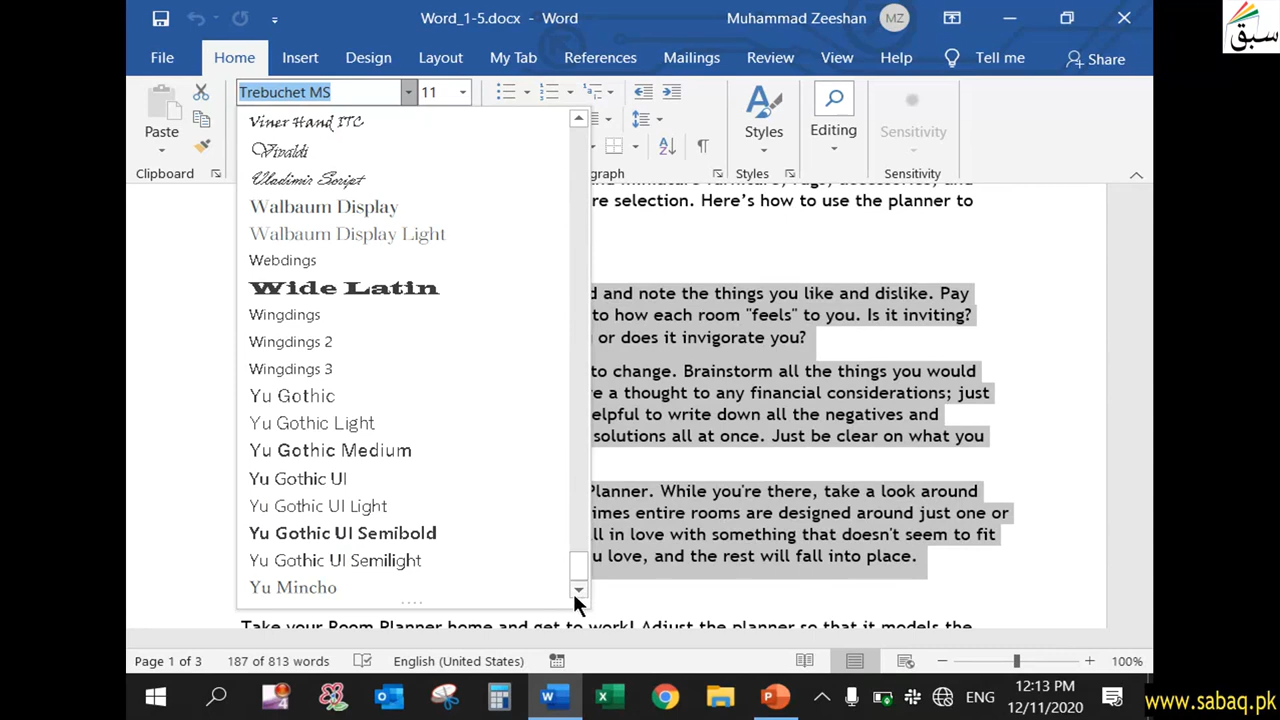 Word_1-5.docx - Word
Muhammad Zeeshan
MZ
سبق
File Home Insert Design Layout My Tab References Mailings Review View Help Tell me Share
Trebuchet MS 11
Paste
Styles
Editing
Sensitivity
Clipboard
graph
Styles
Sensitivity
Viner Hand ITC
Vivaldi
Vladimir Script
Walbaum Display
Walbaum Display Light
Webdings
Wide Latin
Wingdings
Wingdings 2
Wingdings 3
Yu Gothic
Yu Gothic Light
Yu Gothic Medium
Yu Gothic UI
Yu Gothic UI Light
Yu Gothic UI Semibold
Yu Gothic UI Semilight
Yu Mincho
re selection. Here’s how to use the planner to
d and note the things you like and dislike. Pay
to how each room "feels" to you. Is it inviting?
or does it invigorate you?
to change. Brainstorm all the things you would
e a thought to any financial considerations; just
elpful to write down all the negatives and
solutions all at once. Just be clear on what you
Planner. While you're there, take a look around
imes entire rooms are designed around just one or
ll in love with something that doesn't seem to fit
u love, and the rest will fall into place.
Take your Room Planner home and get to work! Adjust the planner so that it models the
Page 1 of 3 187 of 813 words English (United States) 100%
4
ENG
12:13 PM
12/11/2020
www.sabaq.pk